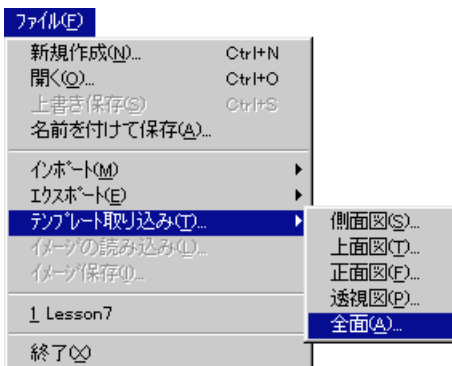 ファイル(F)
新規作成(N)... Ctrl+N
開く(O)... Ctrl+O
上書き保存(S) Ctrl+S
名前を付けて保存(A)...
インポート(M)
エクスポート(E)
テンプレート取り込み(T)...
イメージの読み込み(L)...
イメージ保存(I)...
1 Lesson7
終了(X)
側面図(S)...
上面図(T)...
正面図(F)...
透視図(P)...
全面(A)...